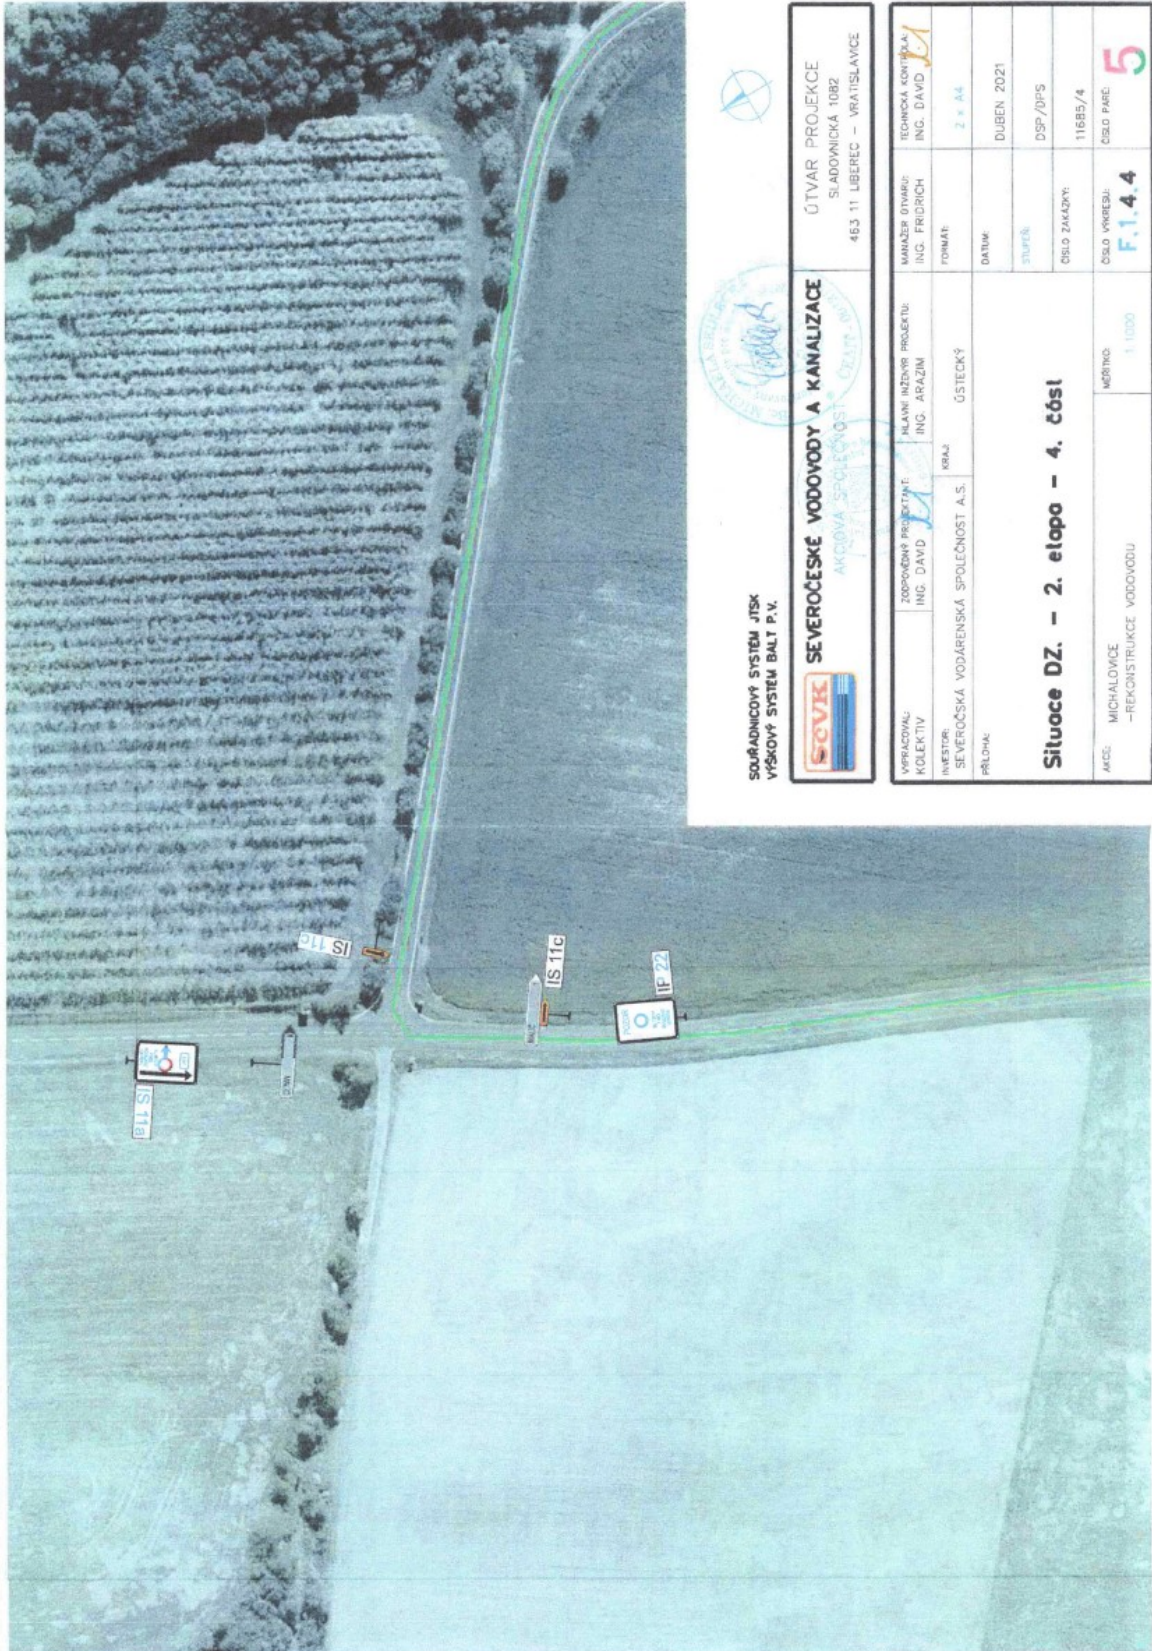 IS 11a
IS 11c
IS 11c
IP 22
POZOR
SOUŘADNICOVÝ SYSTÉM JTSK
VÝŠKOVÝ SYSTÉM BALT P.V.
SCVK
SEVEROČESKÉ VODOVODY A KANALIZACE
AKCIOVÁ SPOLEČNOST
ÚTVAR PROJEKCE
SLADOVNICKÁ 1082
463 11 LIBEREC - VRATISLAVICE
VYPRACOVAL:
KOLEKTIV
ZODPOVĚDNÝ PROJEKTANT:
ING. DAVID
HLAVNÍ INŽENÝR PROJEKTU:
ING. ARAZIM
MANAŽER ÚTVARU:
ING. FRIDRICH
TECHNICKÁ KONTROLA:
ING. DAVID
INVESTOR:
SEVEROČESKÁ VODÁRENSKÁ SPOLEČNOST A.S.
KRAJ:
ÚSTECKÝ
FORMÁT:
2 x A4
PŘÍLOHA:
Situace DZ. - 2. etapa - 4. část
DATUM:
DUBEN 2021
STUPEŇ:
DSP/DPS
ČÍSLO ZAKÁZKY:
11685/4
AKCE:
MICHALOVICE
-REKONSTRUKCE VODOVODU
MĚŘÍTKO:
1:1000
ČÍSLO VÝKRESU:
F.1.4.4
ČÍSLO PARÉ:
5